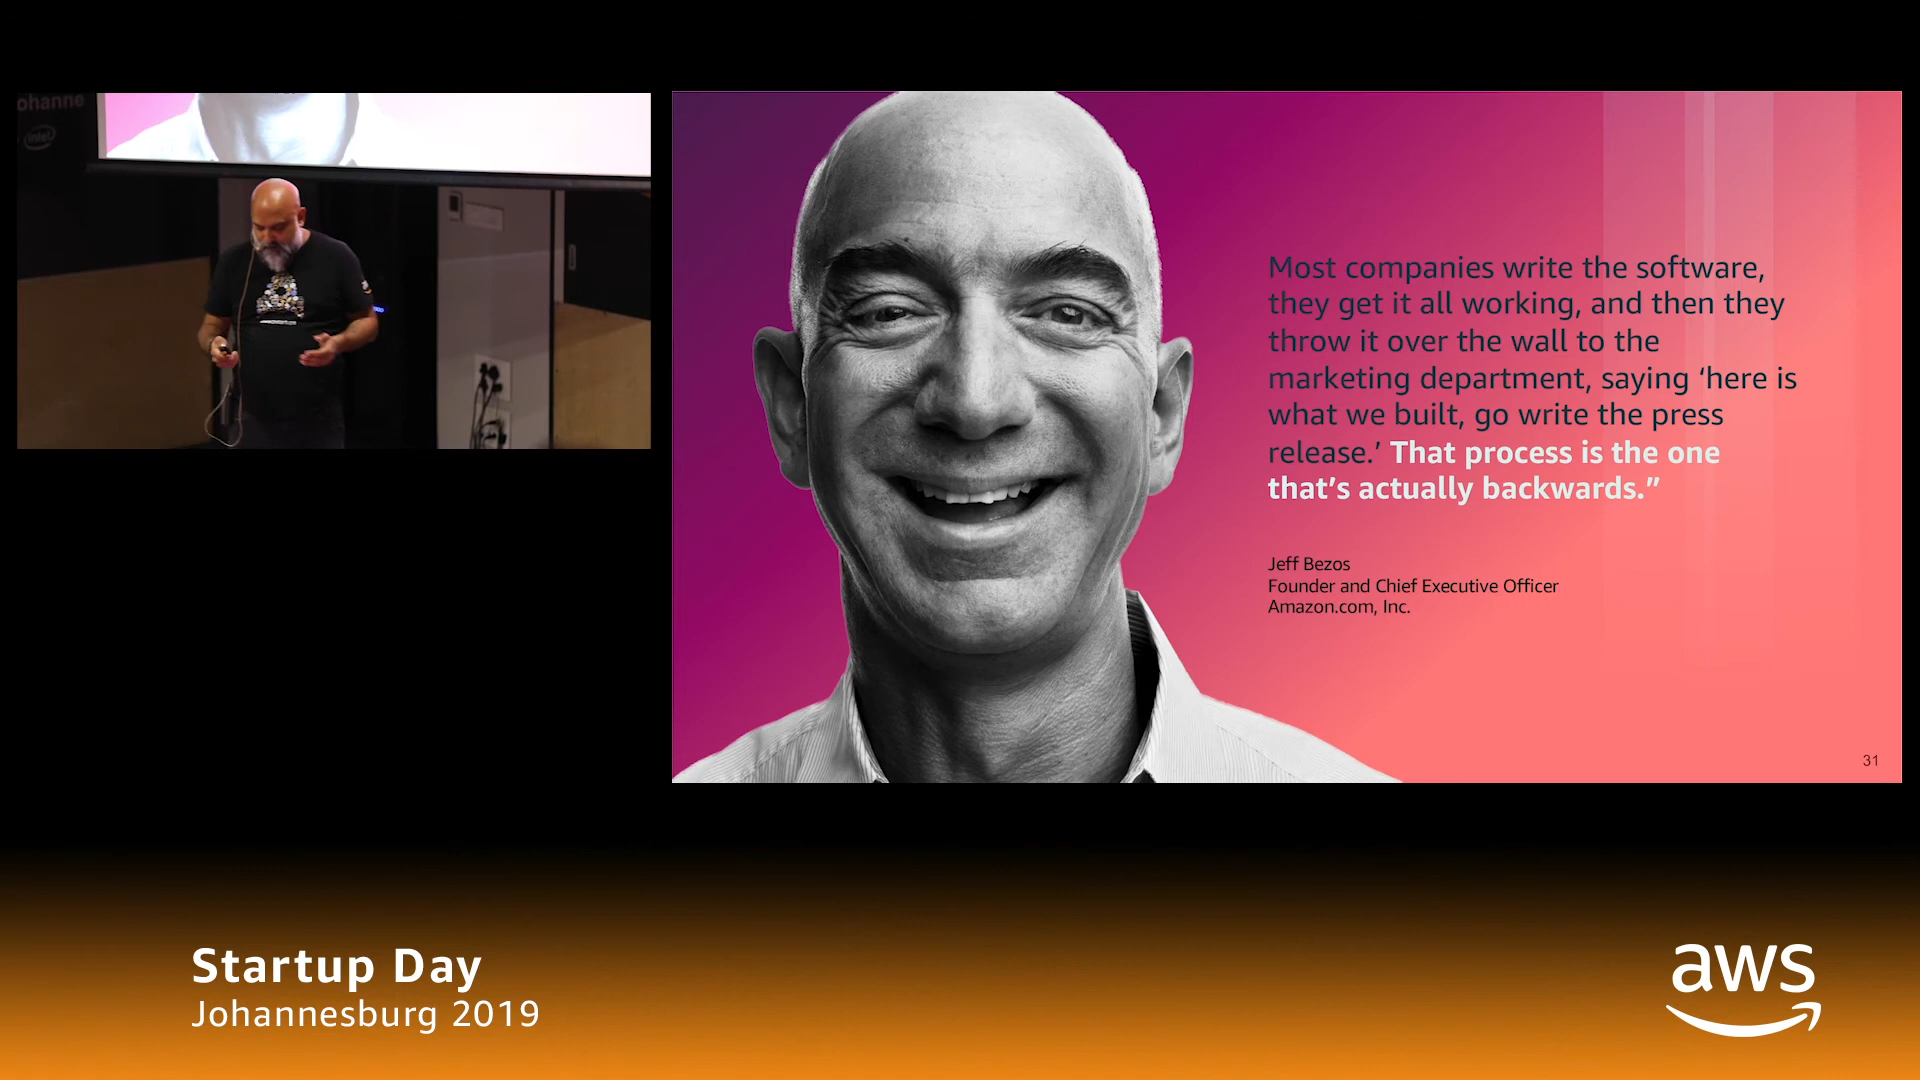 ohanne
intel
Most companies write the software,
they get it all working, and then they
throw it over the wall to the
marketing department, saying ‘here is
what we built, go write the press
release.’ That process is the one
that’s actually backwards.”
Jeff Bezos
Founder and Chief Executive Officer
Amazon.com, Inc.
31
Startup Day
Johannesburg 2019
aws